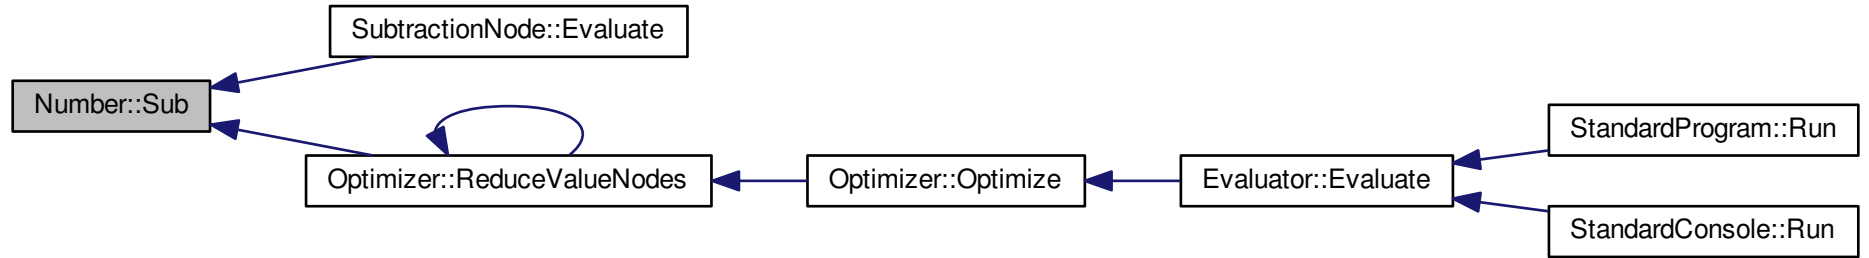 SubtractionNode::Evaluate
Number::Sub
Optimizer::ReduceValueNodes
Optimizer::Optimize
Evaluator::Evaluate
StandardProgram::Run
StandardConsole::Run